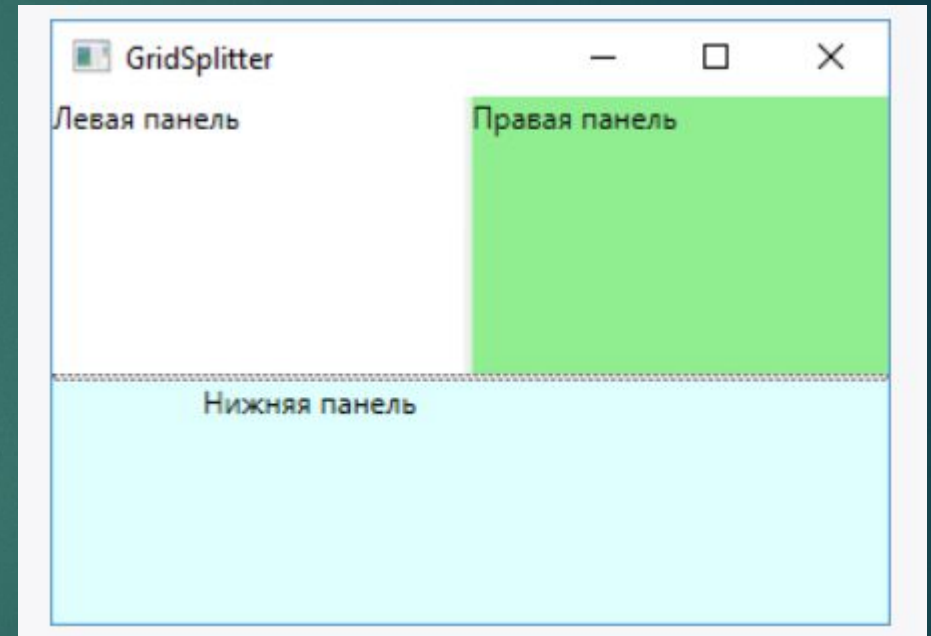 GridSplitter
Левая панель
Правая панель
Нижняя панель